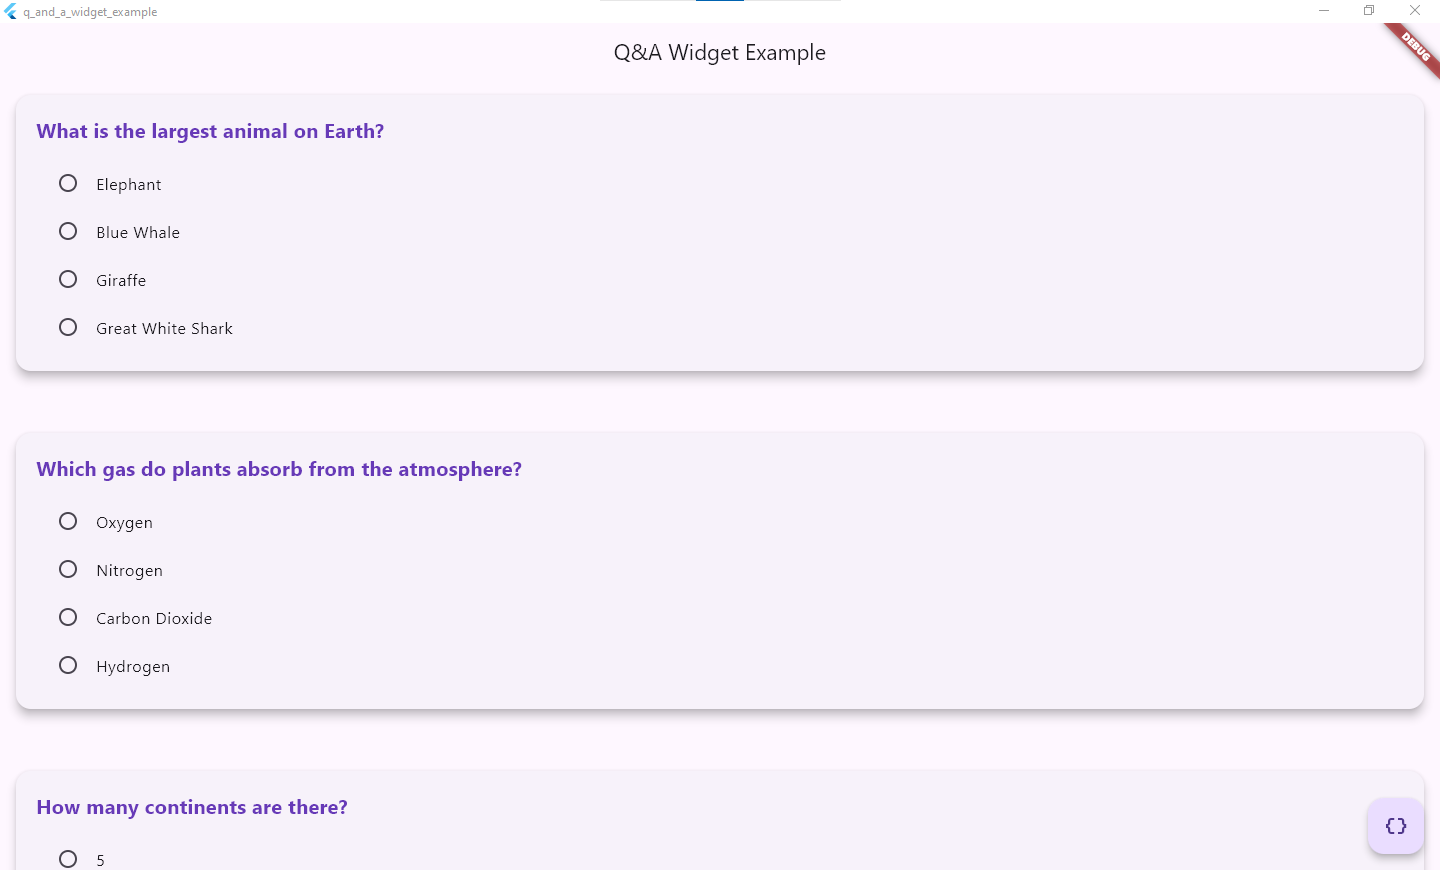 q_and_a_widget_example
Q&A Widget Example
DEBUG
What is the largest animal on Earth?
Elephant
Blue Whale
Giraffe
Great White Shark
Which gas do plants absorb from the atmosphere?
Oxygen
Nitrogen
Carbon Dioxide
Hydrogen
How many continents are there?
{}
5